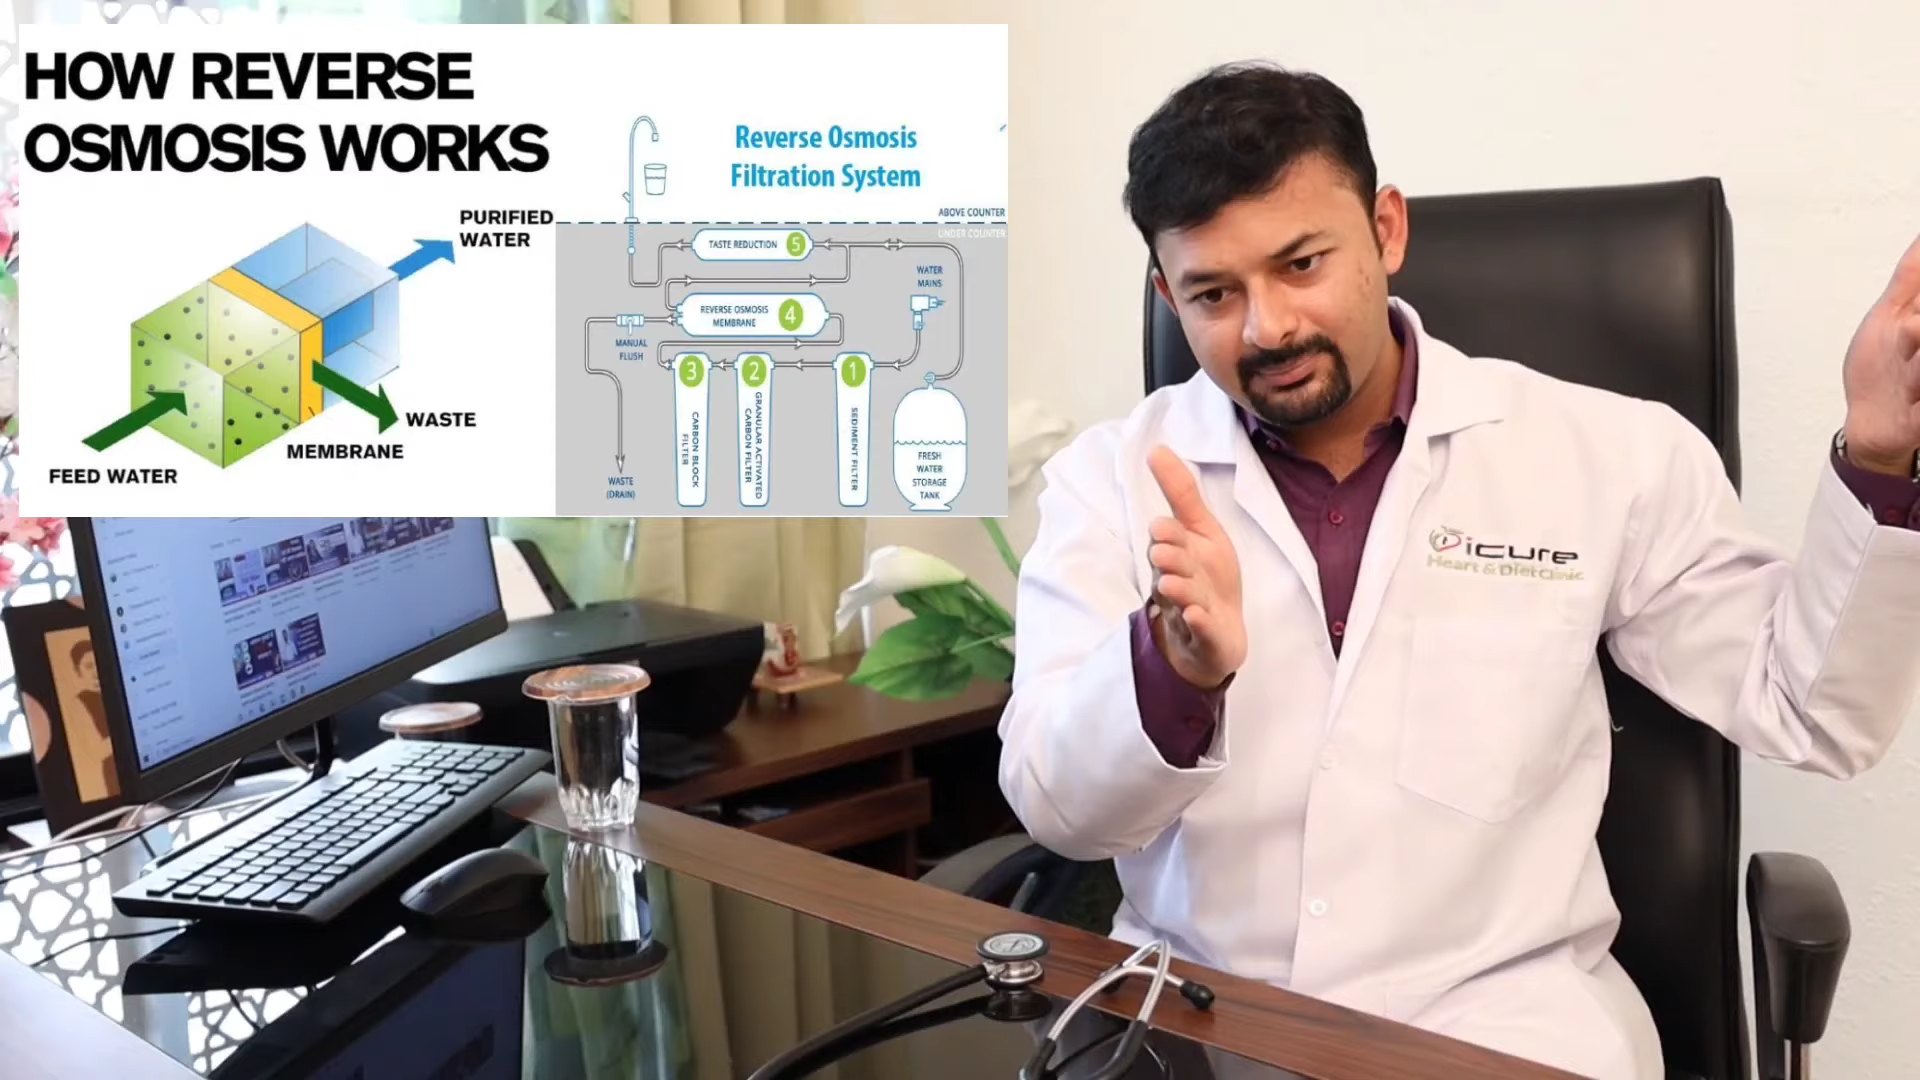 HOW REVERSE
OSMOSIS WORKS
PURIFIED
WATER
WASTE
MEMBRANE
FEED WATER
Reverse Osmosis
Filtration System
ABOVE COUNTER
UNDER COUNTER
TASTE REDUCTION 5
WATER
MAINS
REVERSE OSMOSIS
MEMBRANE
4
MANUAL
FLUSH
3
2
1
CARBON BLOCK
FILTER
GRANULAR ACTIVATED
CARBON FILTER
SEDIMENT FILTER
FRESH
WATER
STORAGE
TANK
WASTE
(DRAIN)
icure
Heart & Diet Clinic